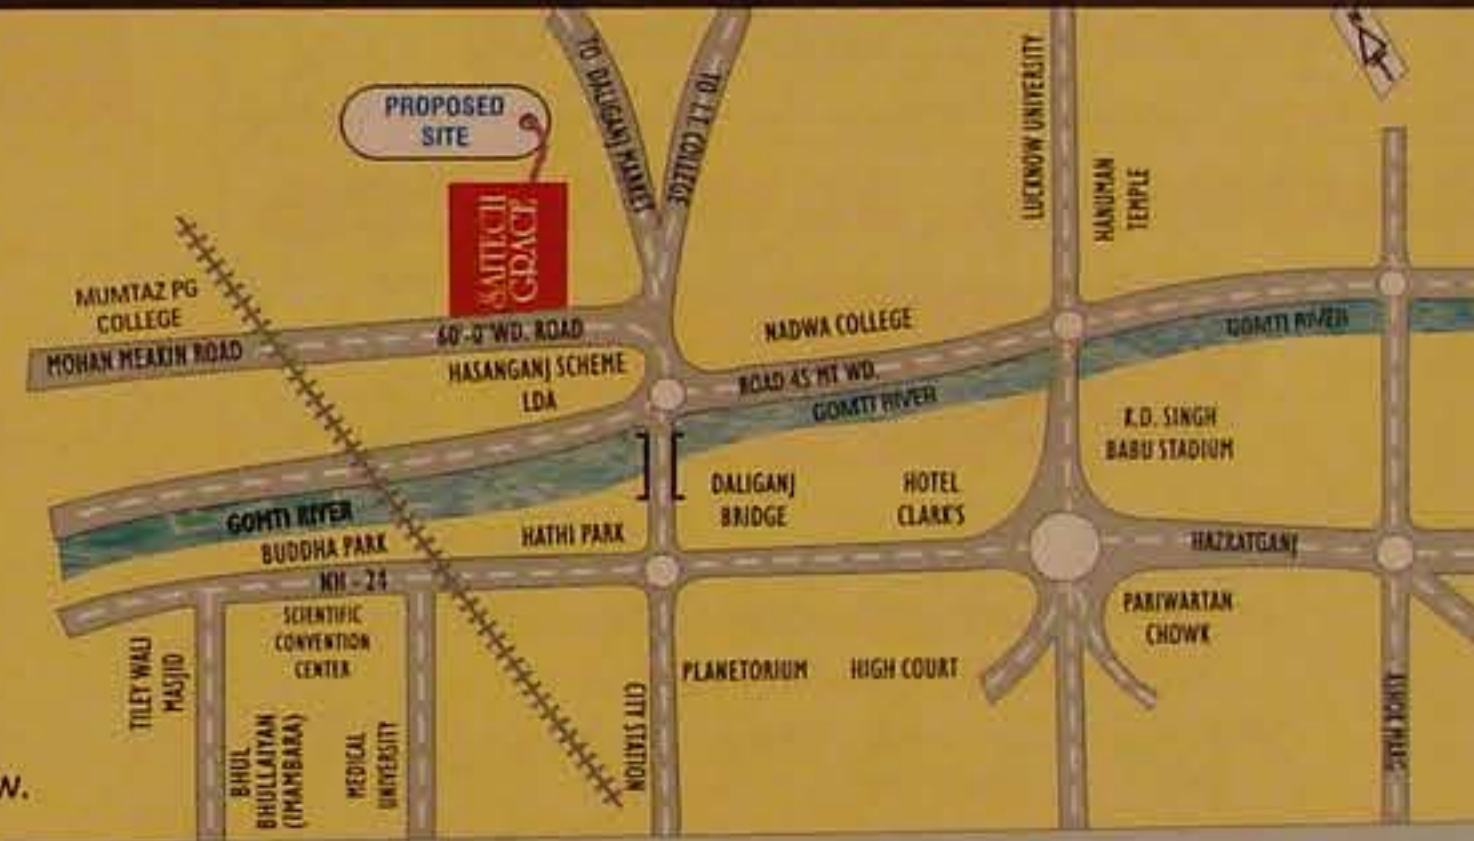 TO DALIGANJ MARKET
TO I.T COLLEGE
LUCKNOW UNIVERSITY
HANUMAN
TEMPLE
N
PROPOSED
SITE
SAITECH
GRACE
MUMTAZ PG
COLLEGE
MOHAN MEAKIN ROAD
60'-0"WD. ROAD
HASANGANJ SCHEME
LDA
NADWA COLLEGE
ROAD 45 MT WD.
GOMTI RIVER
GOMTI RIVER
K.D. SINGH
BABU STADIUM
DALIGANJ
BRIDGE
HOTEL
CLARK'S
GOMTI RIVER
BUDDHA PARK
HATHI PARK
NH - 24
HAZRATGANJ
SCIENTIFIC
CONVENTION
CENTER
TILEY WALI
MASJID
PARIWARTAN
CHOWK
PLANETORIUM
HIGH COURT
CITY STATION
ASHOK MARG
BHUL
BHULLAIYAN
(IMAMBARA)
MEDICAL
UNIVERSITY
W.